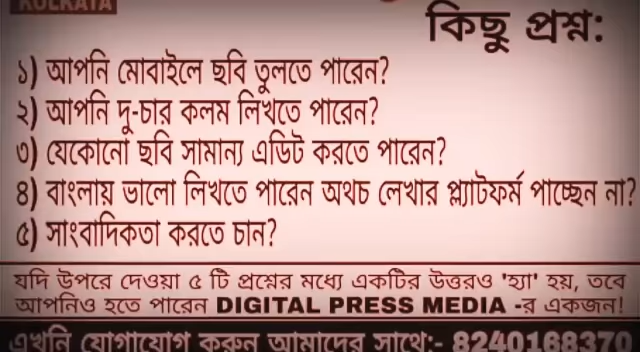 KOLKATA
কিছু প্রশ্ন:
১) আপনি মোবাইলে ছবি তুলতে পারেন?
২) আপনি দু-চার কলম লিখতে পারেন?
৩) যেকোনো ছবি সামান্য এডিট করতে পারেন?
৪) বাংলায় ভালো লিখতে পারেন অথচ লেখার প্ল্যাটফর্ম পাচ্ছেন না?
৫) সাংবাদিকতা করতে চান?
যদি উপরে দেওয়া ৫ টি প্রশ্নের মধ্যে একটির উত্তরও 'হ্যা' হয়, তবে
আপনিও হতে পারেন DIGITAL PRESS MEDIA -র একজন!
এখনি যোগাযোগ করুন আমাদের সাথে:- 8240168370